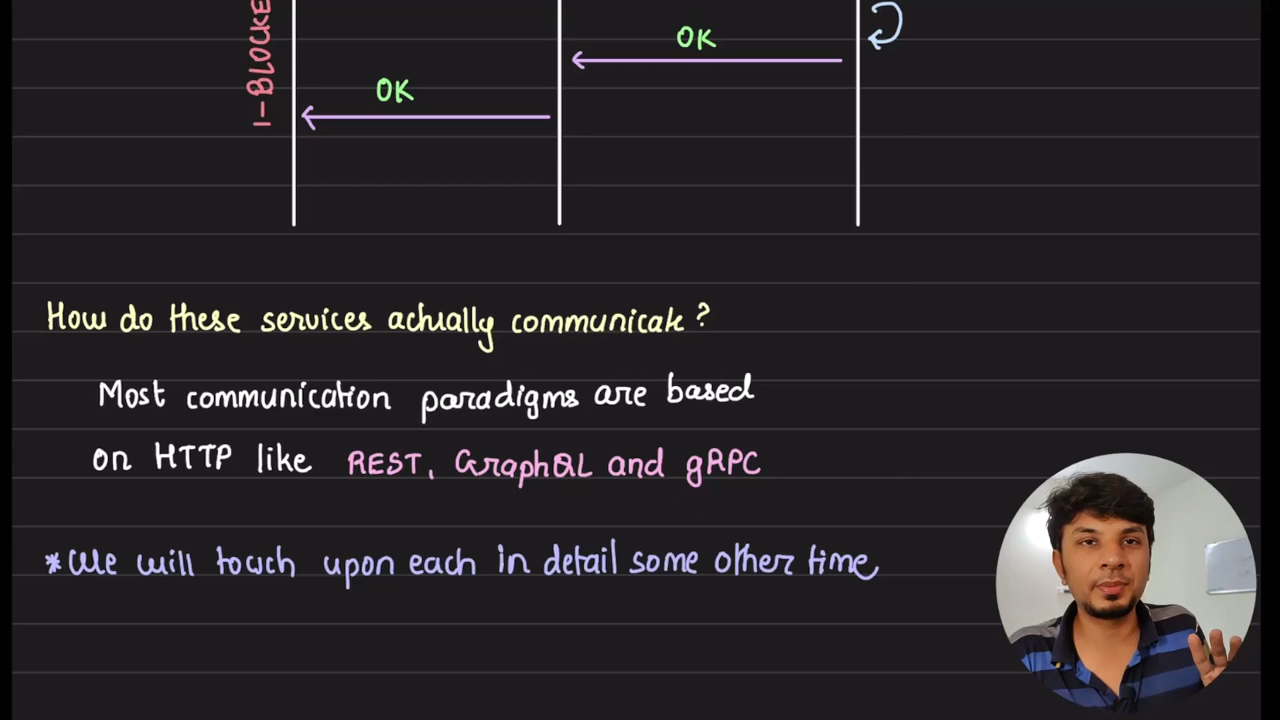 1-BLOCKE
OK
OK
How do these services actually communicate?
Most communication paradigms are based
on HTTP like REST, GraphQL and gRPC
*We will touch upon each in detail some other time